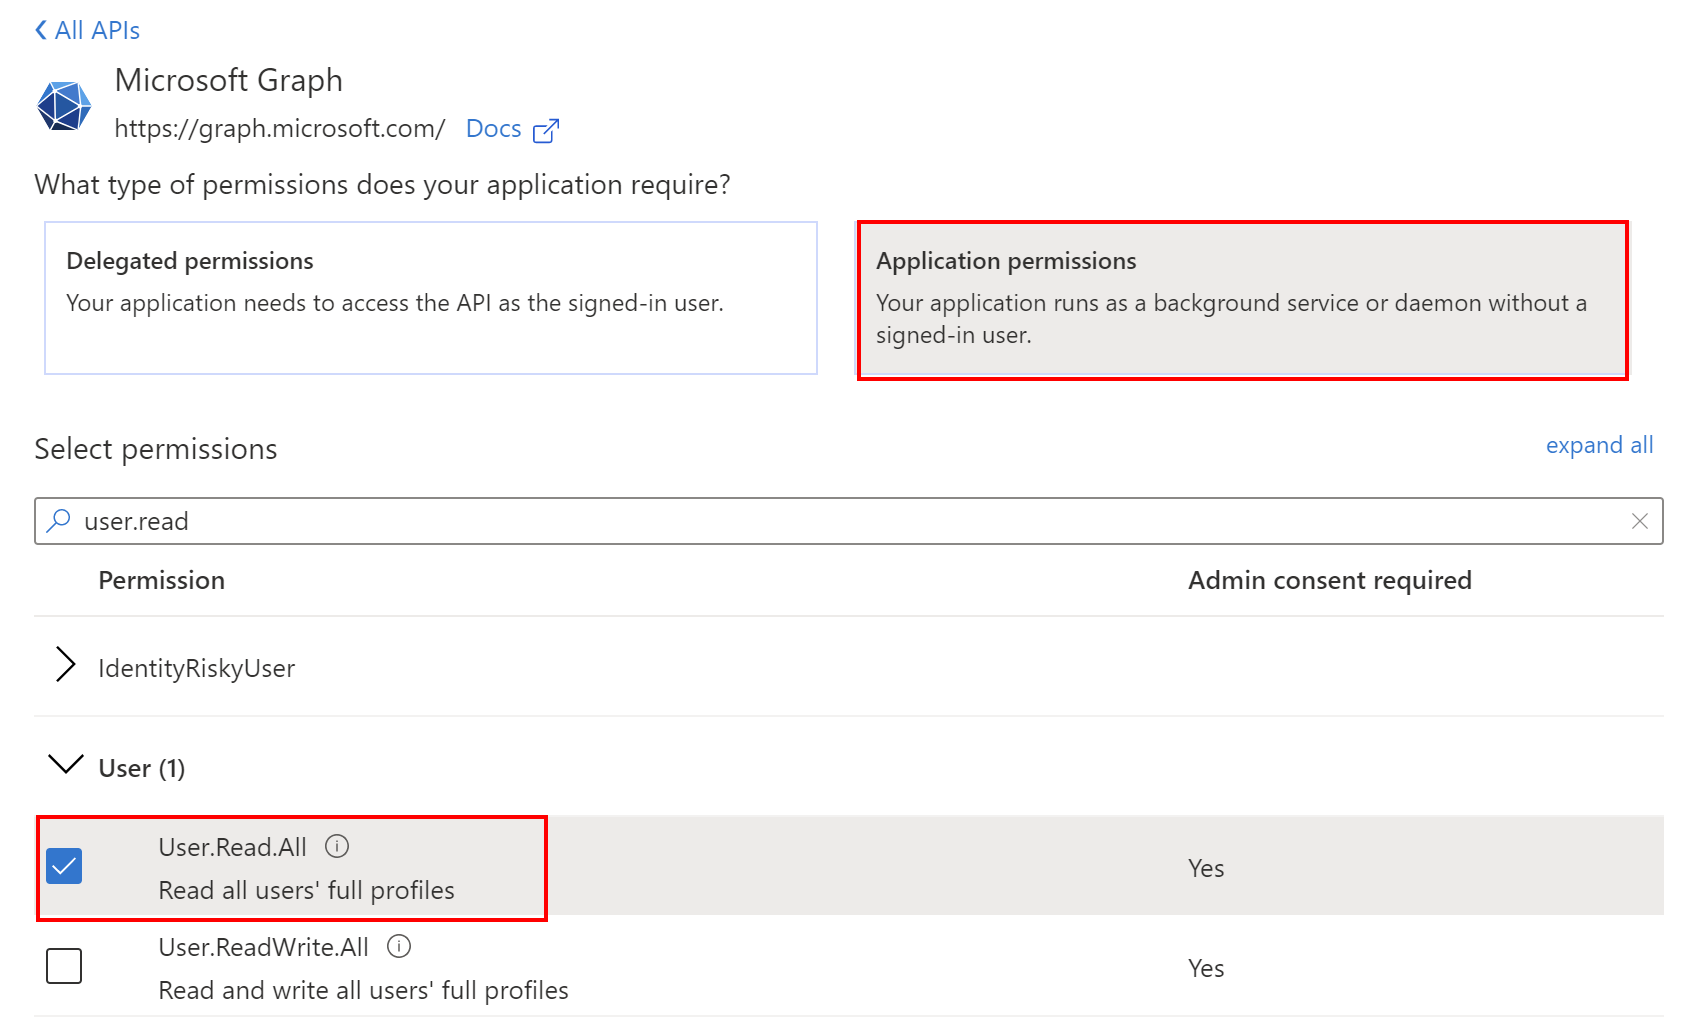 All APIs
Microsoft Graph
https://graph.microsoft.com/ Docs
What type of permissions does your application require?
Delegated permissions
Your application needs to access the API as the signed-in user.
Application permissions
Your application runs as a background service or daemon without a
signed-in user.
Select permissions
expand all
user.read
Permission
Admin consent required
IdentityRiskyUser
User (1)
User.Read.All
Read all users' full profiles
Yes
User.ReadWrite.All
Read and write all users' full profiles
Yes